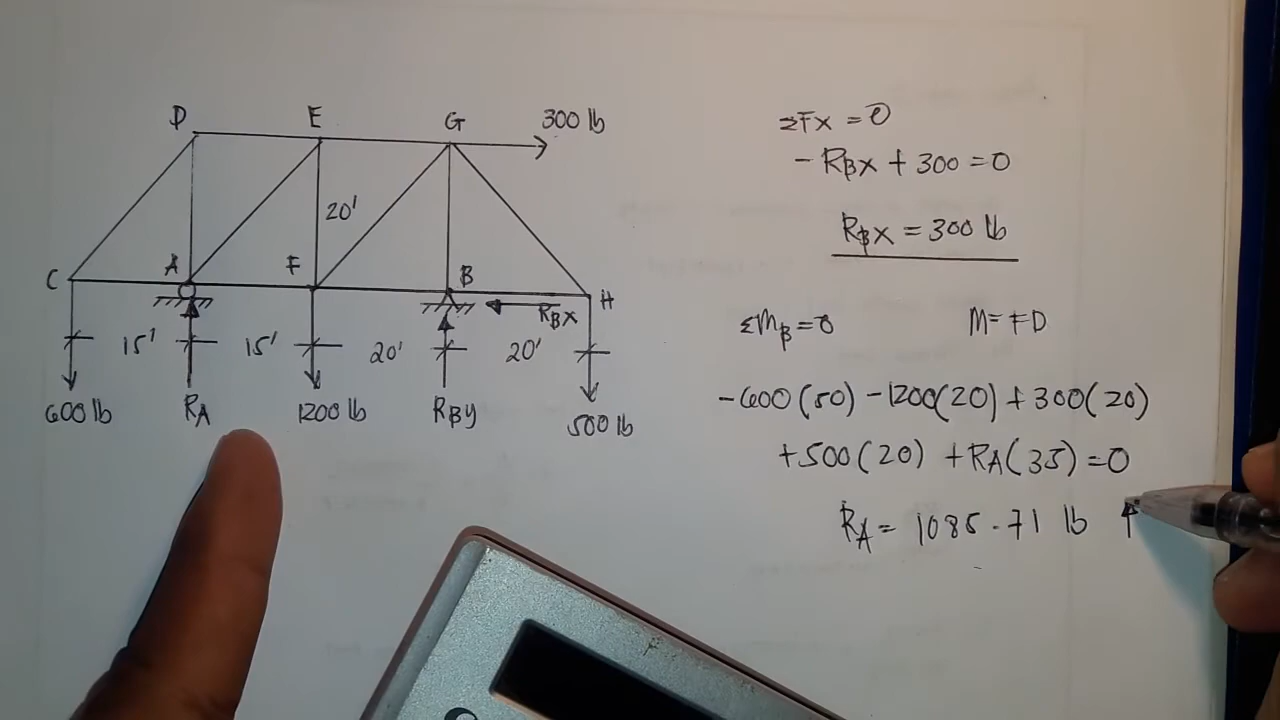 D E G 300 lb
20'
C A F B H
RBX
15' 15' 20' 20'
600 lb RA 1200 lb RBY 500 lb
ΣFX = 0
- RBX + 300 = 0
RBX = 300 lb
ΣMB = 0 M = FD
-600(50) - 1200(20) + 300(20)
+500(20) + RA(35) = 0
RA = 1085.71 lb ↑